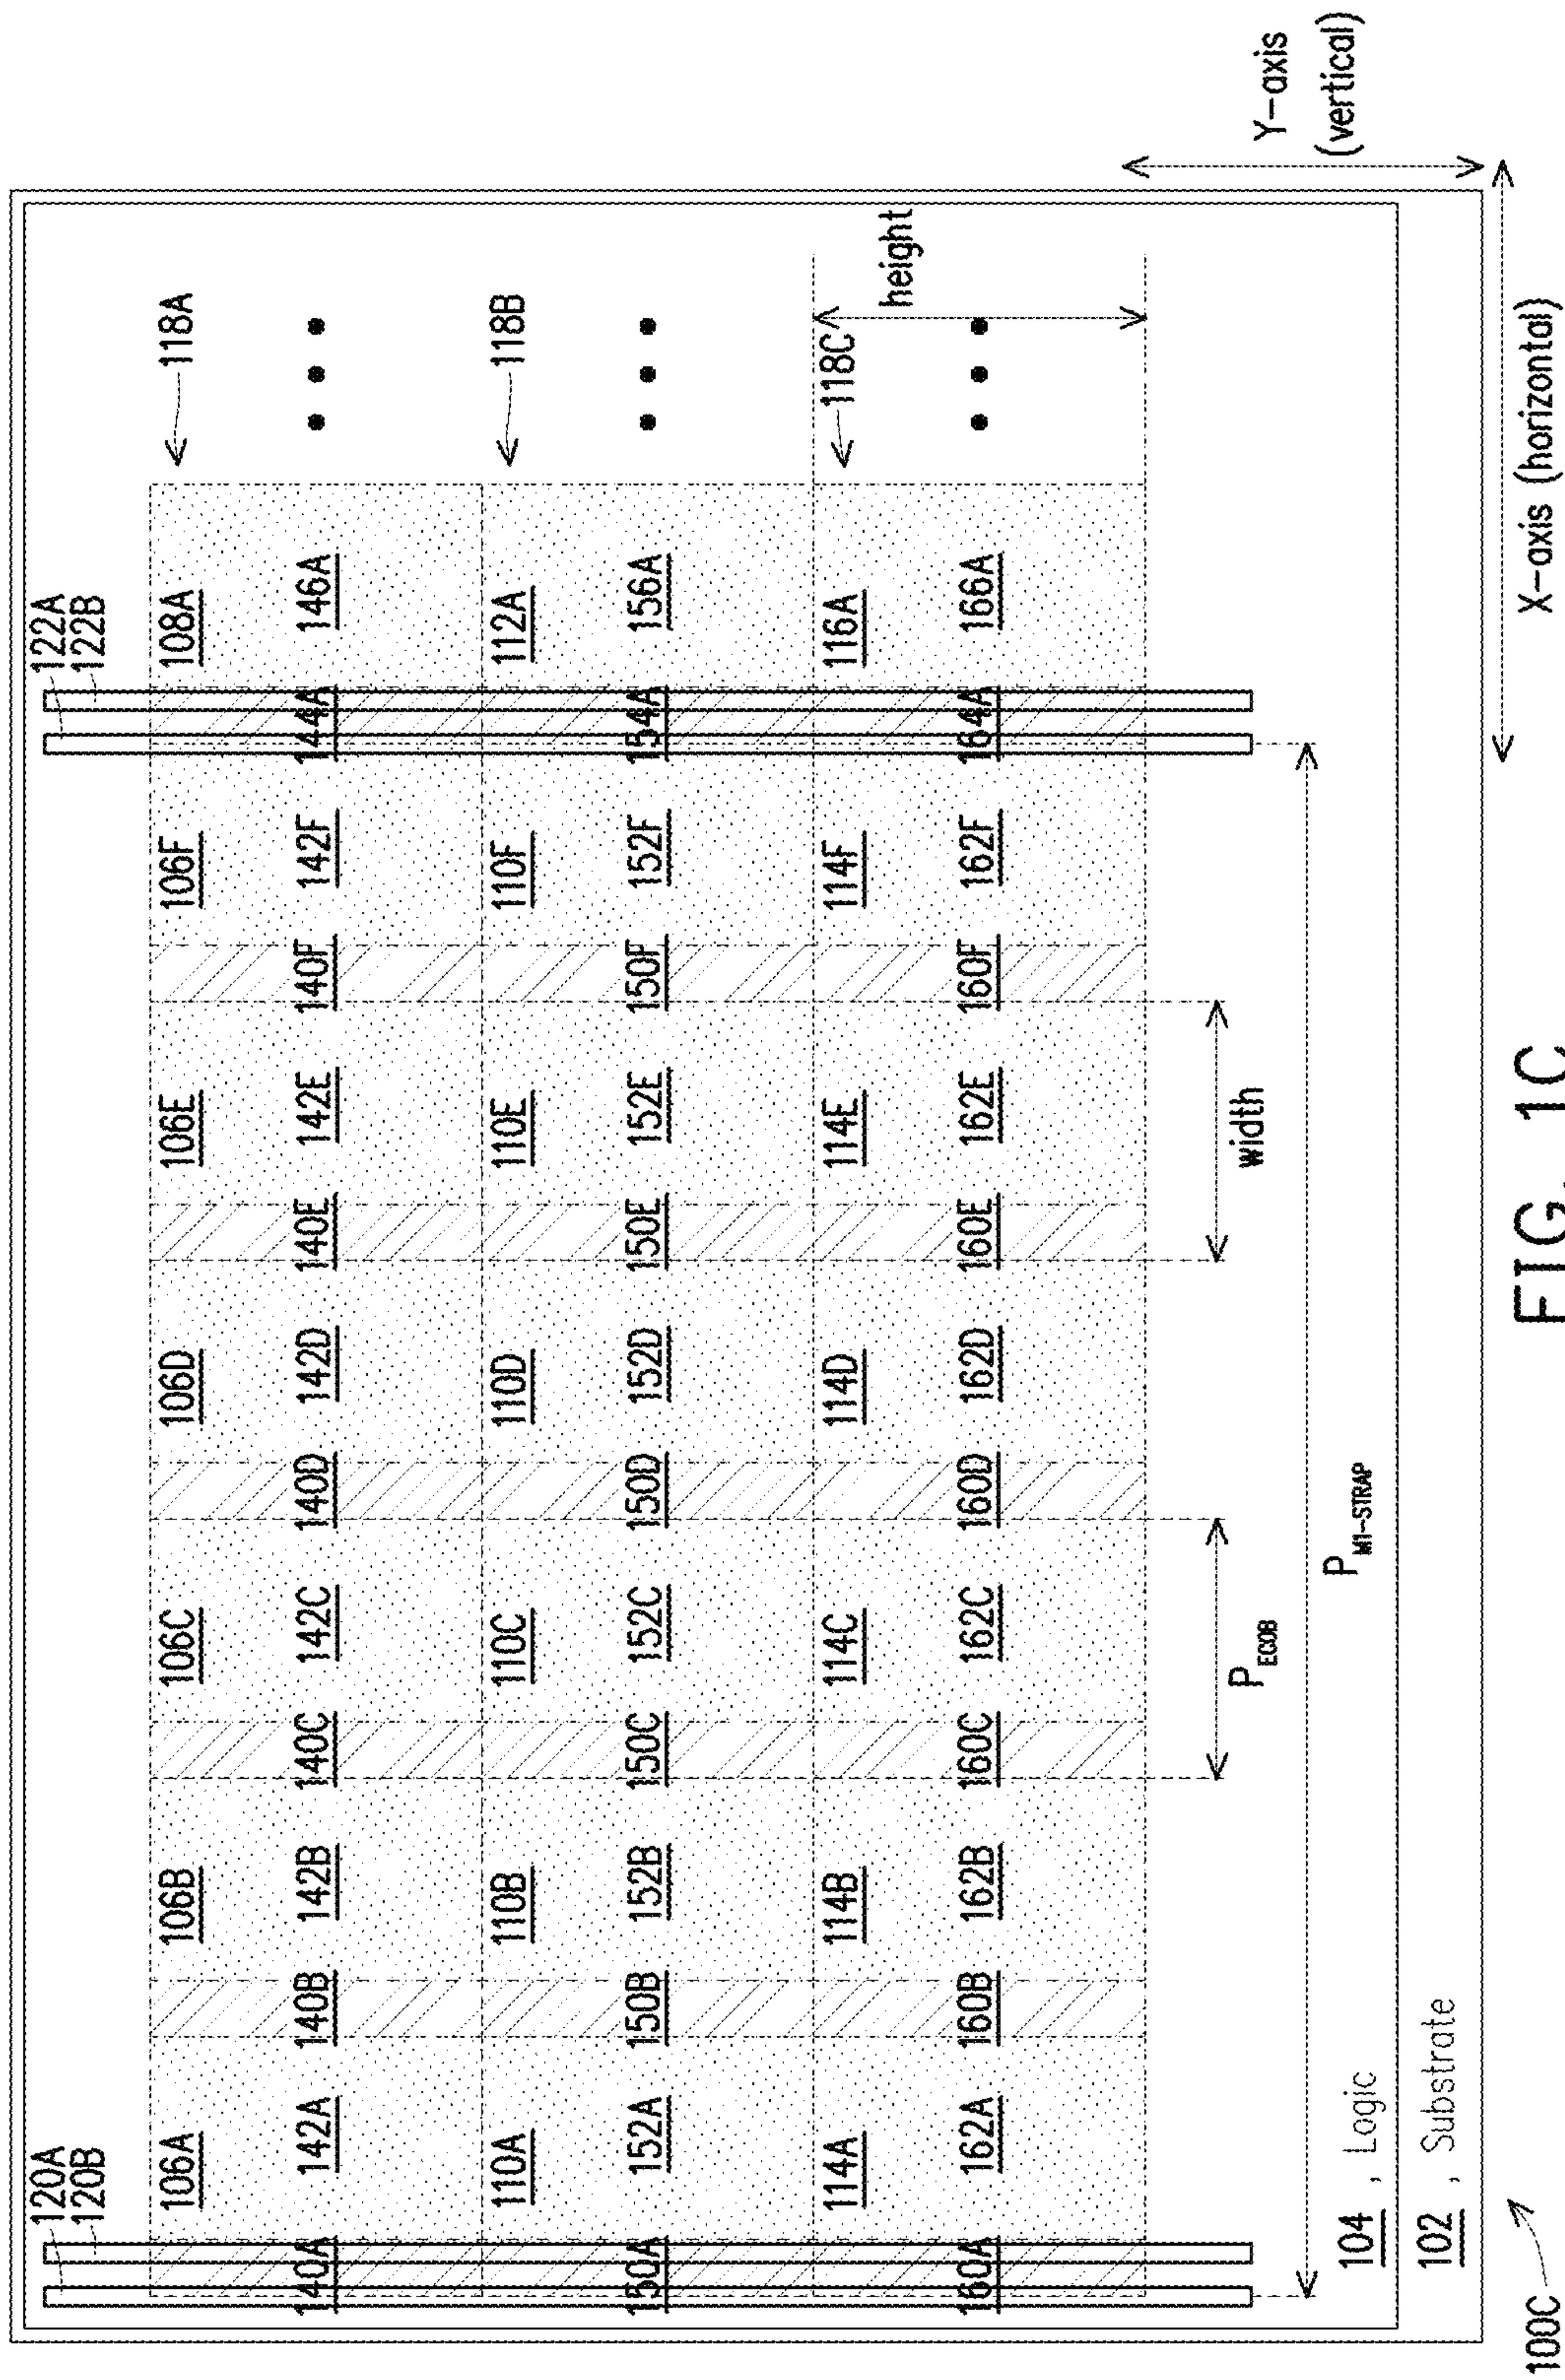 122A
122B
120A
120B
106A
106B
106C
106D
106E
106F
108A
118A
140A
142A
140B
142B
140C
142C
140D
142D
140E
142E
140F
142F
144A
146A
110A
110B
110C
110D
110E
110F
112A
118B
150A
152A
150B
152B
150C
152C
150D
152D
150E
152E
150F
152F
154A
156A
114A
114B
114C
114D
114E
114F
116A
118C
height
160A
162A
160B
162B
160C
162C
160D
162D
160E
162E
160F
162F
164A
166A
P ECOB
width
P M1-STRAP
104 , Logic
102 , Substrate
Y-axis
(vertical)
X-axis (horizontal)
100C
FIG. 1C